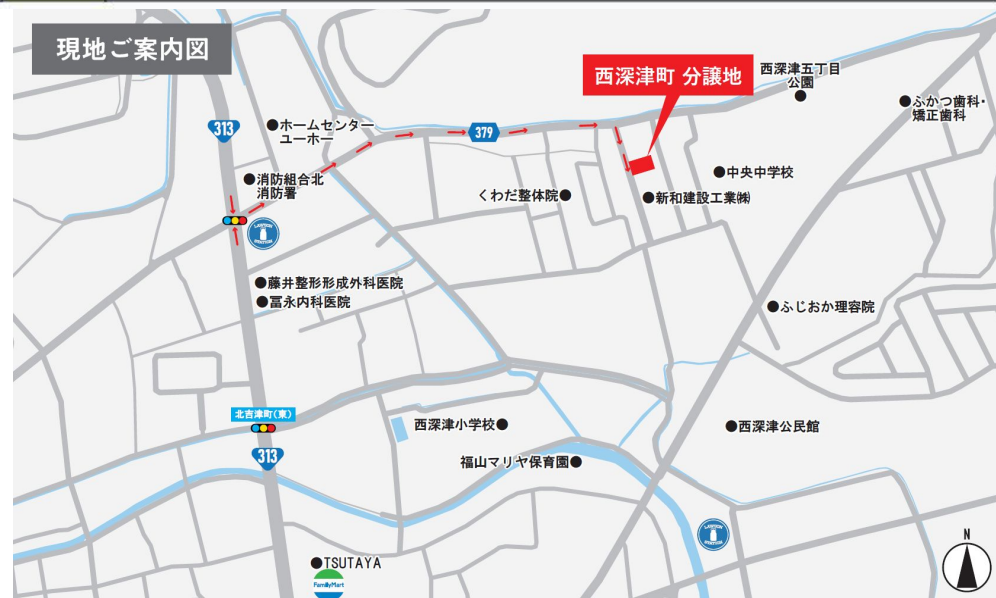 現地ご案内図
西深津町 分譲地
西深津五丁目
公園
ふかつ歯科・
矯正歯科
313
ホームセンター
ユーホー
379
消防組合北
消防署
中央中学校
くわだ整体院
新和建設工業㈱
LAWSON
STATION
藤井整形形成外科医院
冨永内科医院
ふじおか理容院
北吉津町(東)
西深津小学校
西深津公民館
313
福山マリヤ保育園
LAWSON
STATION
N
TSUTAYA
FamilyMart